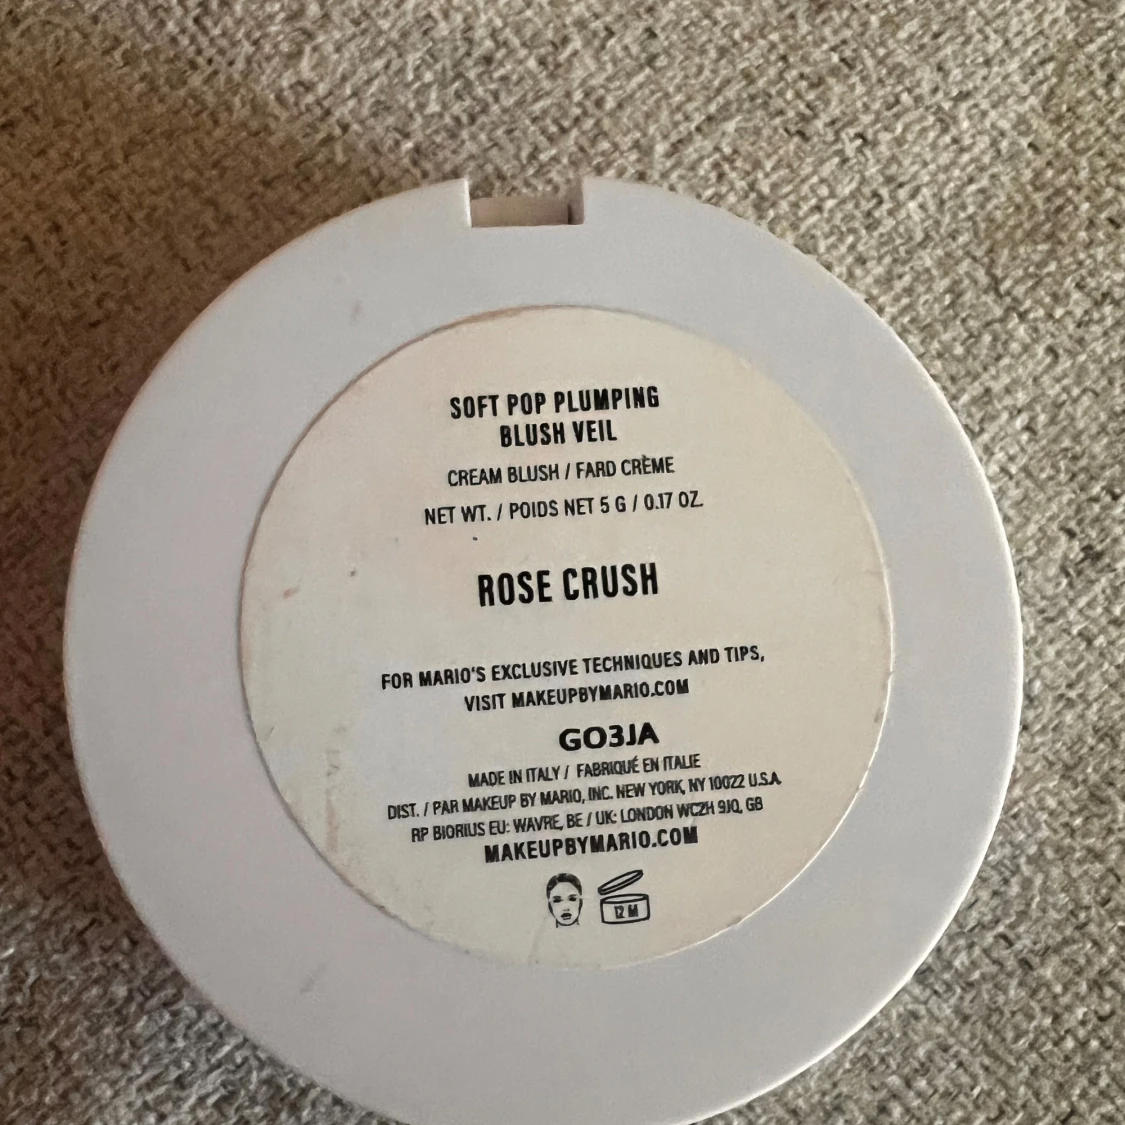 SOFT POP PLUMPING
BLUSH VEIL
CREAM BLUSH / FARD CRÈME
NET WT. / POIDS NET 5 G / 0.17 OZ.
ROSE CRUSH
FOR MARIO'S EXCLUSIVE TECHNIQUES AND TIPS,
VISIT MAKEUPBYMARIO.COM
GO3JA
MADE IN ITALY / FABRIQUÉ EN ITALIE
DIST. / PAR MAKEUP BY MARIO, INC. NEW YORK, NY 10022 U.S.A.
RP BIORIUS EU: WAVRE, BE / UK: LONDON WC2H 9JQ, GB
MAKEUPBYMARIO.COM
12 M